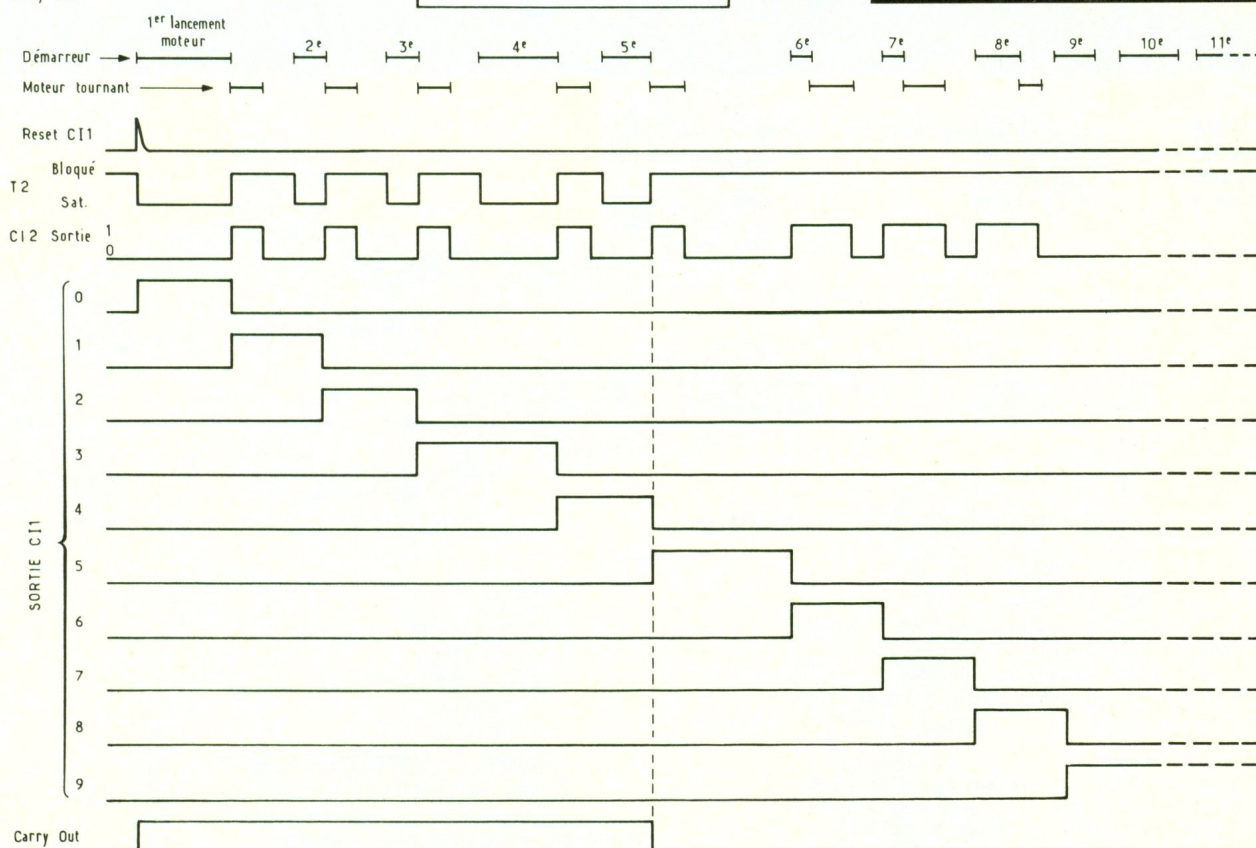 1er lancement
moteur
Démarreur 2e 3e 4e 5e 6e 7e 8e 9e 10e 11e
Moteur tournant
Reset CI1
Bloqué
T2
Sat.
CI2 Sortie 1
0
0
1
2
3
4
5
SORTIE CI1
6
7
8
9
Carry Out